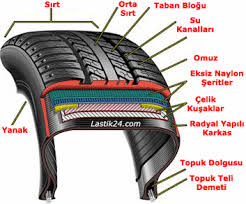 Sırt
Orta
Sırt
Taban Bloğu
Su
Kanalları
Omuz
Eksiz Naylon
Şeritler
Çelik
Kuşaklar
Radyal Yapılı
Karkas
Yanak
Lastik24.com
Topuk Dolgusu
Topuk Teli
Demeti